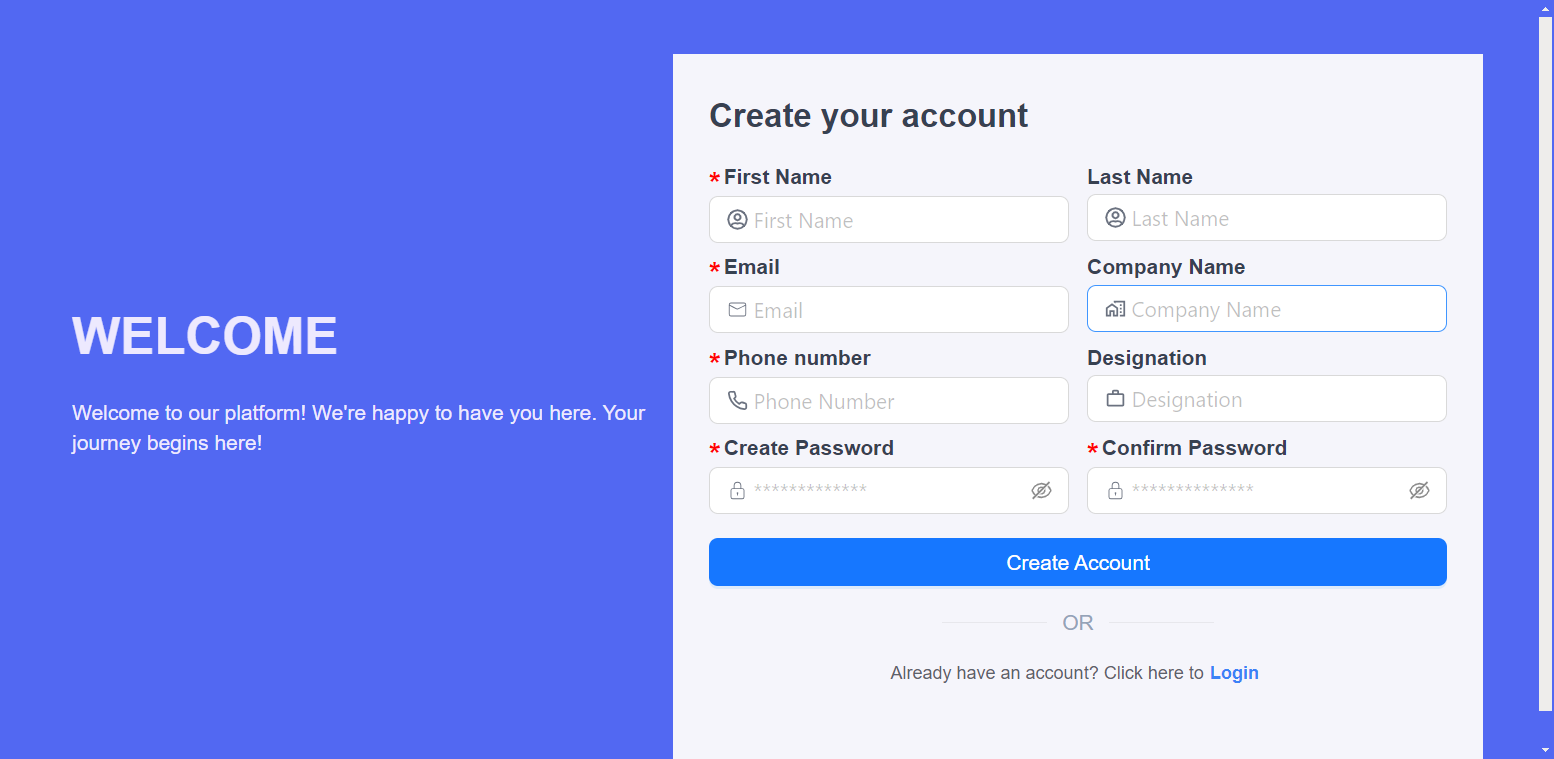 WELCOME
Welcome to our platform! We're happy to have you here. Your
journey begins here!
Create your account
* First Name
First Name
Last Name
Last Name
* Email
Email
Company Name
Company Name
* Phone number
Phone Number
Designation
Designation
* Create Password
*************
* Confirm Password
**************
Create Account
OR
Already have an account? Click here to Login